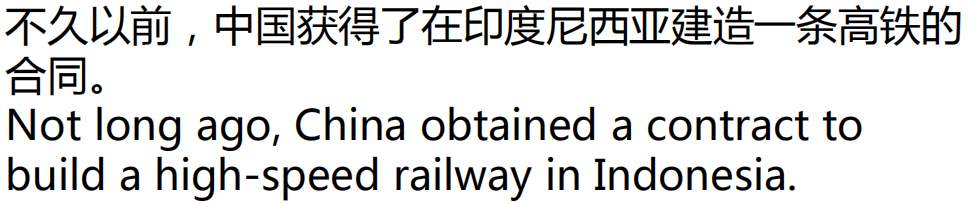 不久以前，中国获得了在印度尼西亚建造一条高铁的
合同。
Not long ago, China obtained a contract to
build a high-speed railway in Indonesia.